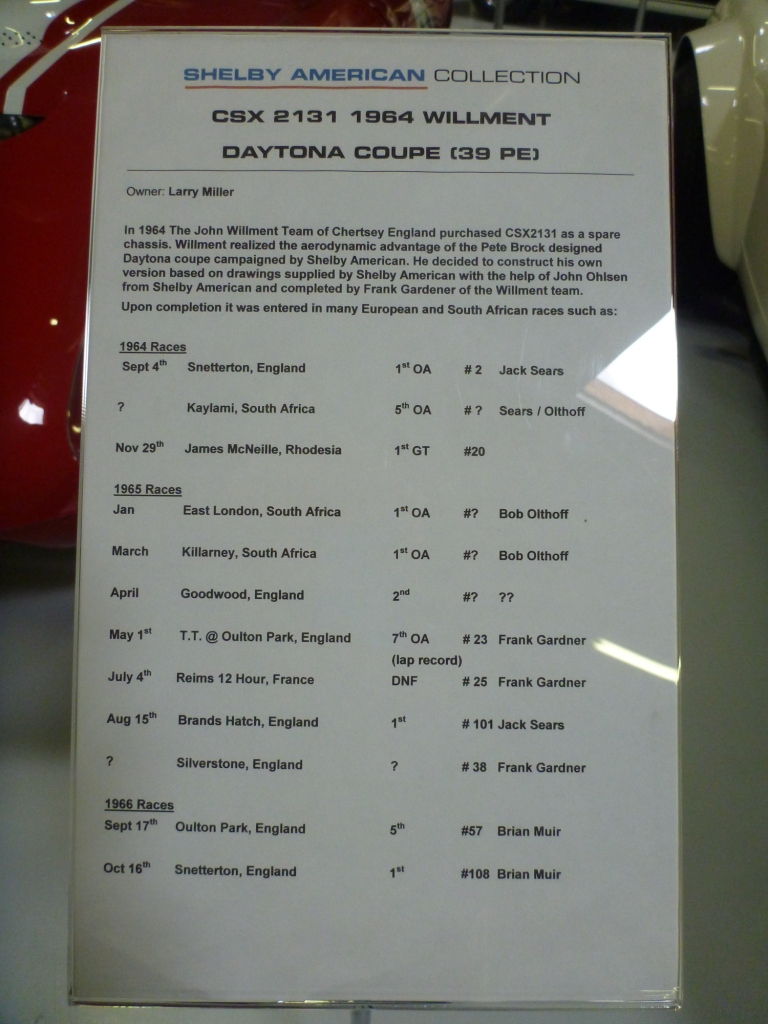 SHELBY AMERICAN COLLECTION
CSX 2131 1964 WILLMENT
DAYTONA COUPE (39 PE)
Owner: Larry Miller
In 1964 The John Willment Team of Chertsey England purchased CSX2131 as a spare
chassis. Willment realized the aerodynamic advantage of the Pete Brock designed
Daytona coupe campaigned by Shelby American. He decided to construct his own
version based on drawings supplied by Shelby American with the help of John Ohlsen
from Shelby American and completed by Frank Gardener of the Willment team.
Upon completion it was entered in many European and South African races such as:
1964 Races
Sept 4th Snetterton, England 1st OA # 2 Jack Sears
? Kaylami, South Africa 5th OA # ? Sears / Olthoff
Nov 29th James McNeille, Rhodesia 1st GT #20
1965 Races
Jan East London, South Africa 1st OA #? Bob Olthoff
March Killarney, South Africa 1st OA #? Bob Olthoff
April Goodwood, England 2nd #? ??
May 1st T.T. @ Oulton Park, England 7th OA # 23 Frank Gardner
(lap record)
July 4th Reims 12 Hour, France DNF # 25 Frank Gardner
Aug 15th Brands Hatch, England 1st # 101 Jack Sears
? Silverstone, England ? # 38 Frank Gardner
1966 Races
Sept 17th Oulton Park, England 5th #57 Brian Muir
Oct 16th Snetterton, England 1st #108 Brian Muir